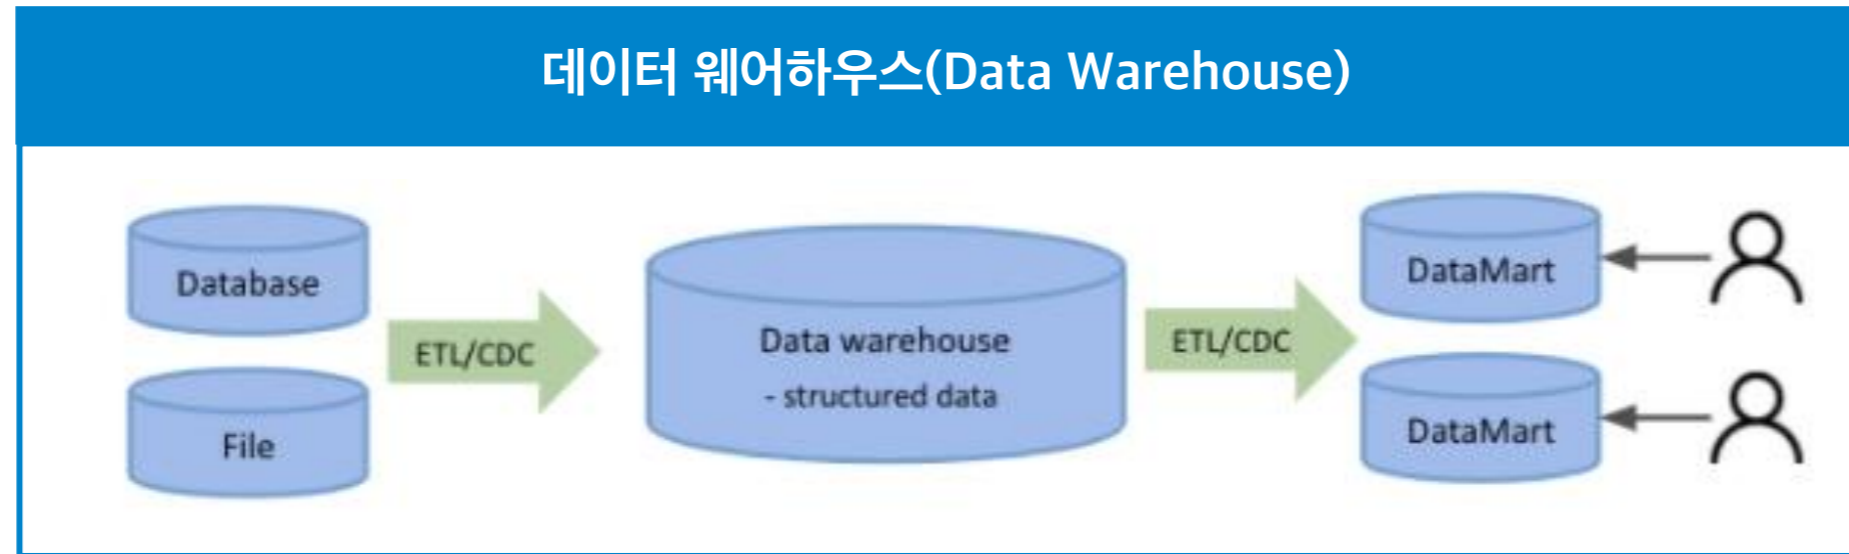 데이터 웨어하우스(Data Warehouse)
Database
File
ETL/CDC
Data warehouse
- structured data
ETL/CDC
DataMart
DataMart